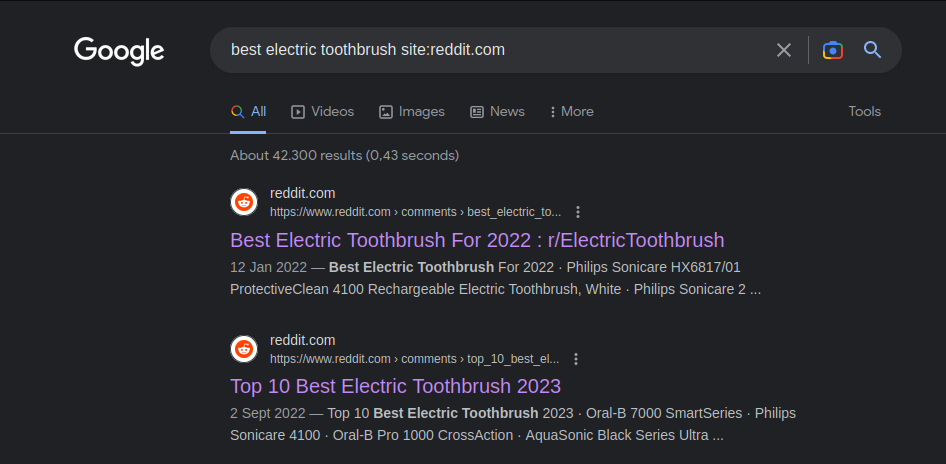 Google
best electric toothbrush site:reddit.com
All Videos Images News More Tools
About 42.300 results (0,43 seconds)
reddit.com
https://www.reddit.com › comments › best_electric_to...
Best Electric Toothbrush For 2022 : r/ElectricToothbrush
12 Jan 2022 — Best Electric Toothbrush For 2022 · Philips Sonicare HX6817/01
ProtectiveClean 4100 Rechargeable Electric Toothbrush, White · Philips Sonicare 2 ...
reddit.com
https://www.reddit.com › comments › top_10_best_el...
Top 10 Best Electric Toothbrush 2023
2 Sept 2022 — Top 10 Best Electric Toothbrush 2023 · Oral-B 7000 SmartSeries · Philips
Sonicare 4100 · Oral-B Pro 1000 CrossAction · AquaSonic Black Series Ultra ...